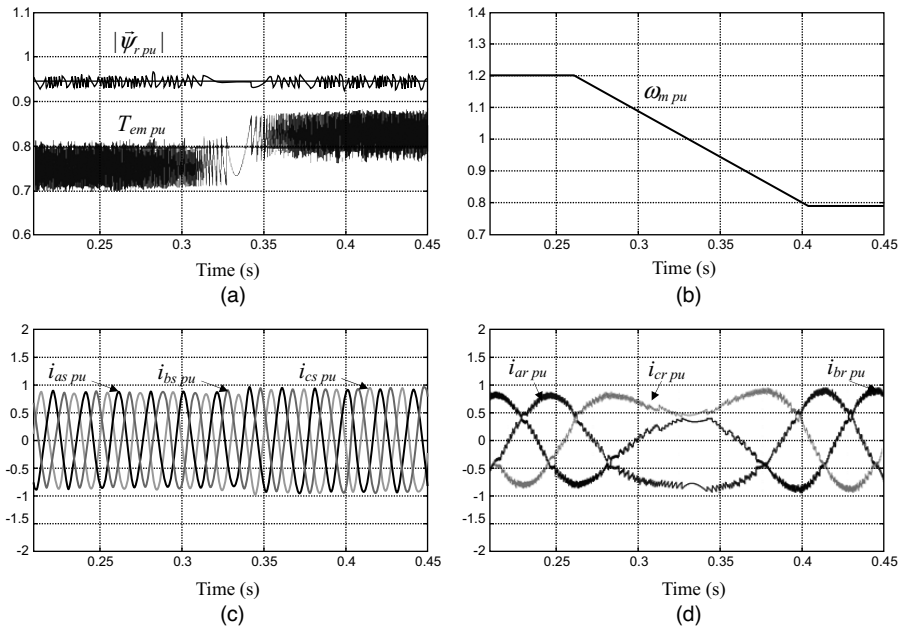 (a)
1.1
1
0.9
0.8
0.7
0.6
|ψ⃗r pu|
Tem pu
0.25 0.3 0.35 0.4 0.45
Time (s)
(a)
(b)
1.4
1.3
1.2
1.1
1
0.9
0.8
0.7
ωm pu
0.25 0.3 0.35 0.4 0.45
Time (s)
(b)
2
1.5
1
0.5
0
-0.5
-1
-1.5
-2
ias pu ibs pu ics pu
0.25 0.3 0.35 0.4 0.45
Time (s)
(c)
2
1.5
1
0.5
0
-0.5
-1
-1.5
-2
iar pu icr pu ibr pu
0.25 0.3 0.35 0.4 0.45
Time (s)
(d)